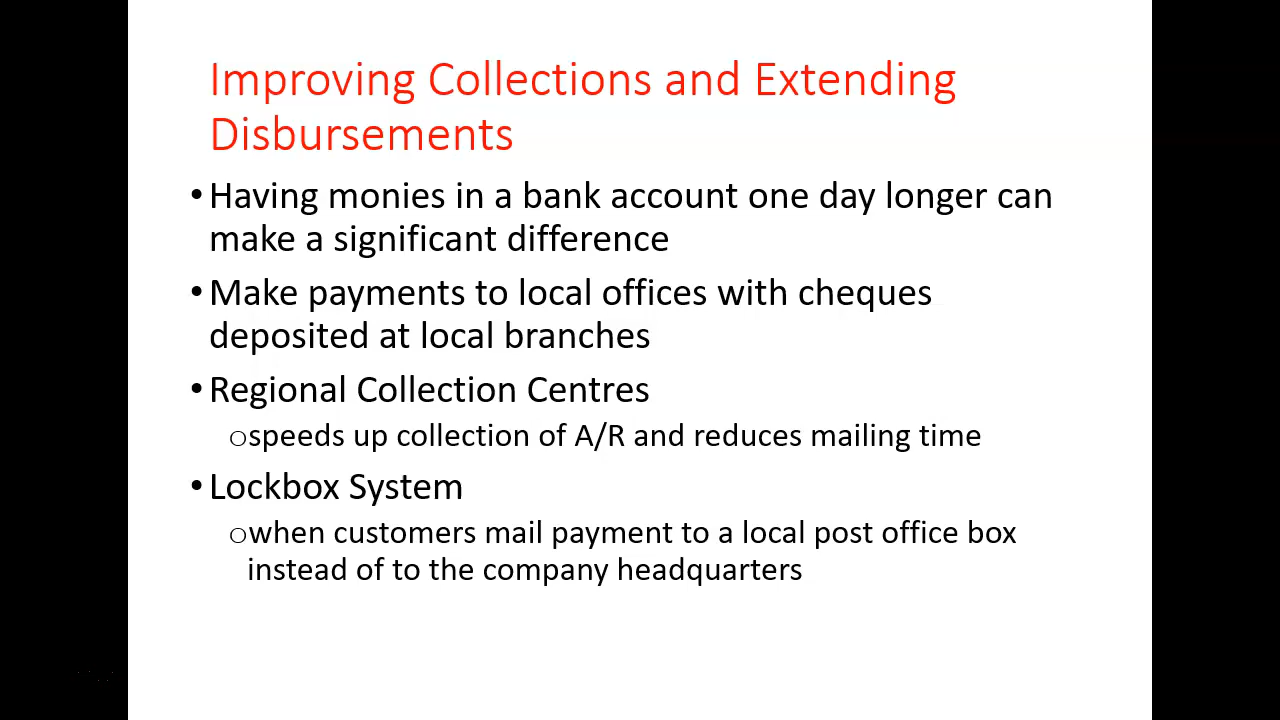 Improving Collections and Extending
Disbursements
•Having monies in a bank account one day longer can
make a significant difference
•Make payments to local offices with cheques
deposited at local branches
•Regional Collection Centres
○speeds up collection of A/R and reduces mailing time
•Lockbox System
○when customers mail payment to a local post office box
instead of to the company headquarters